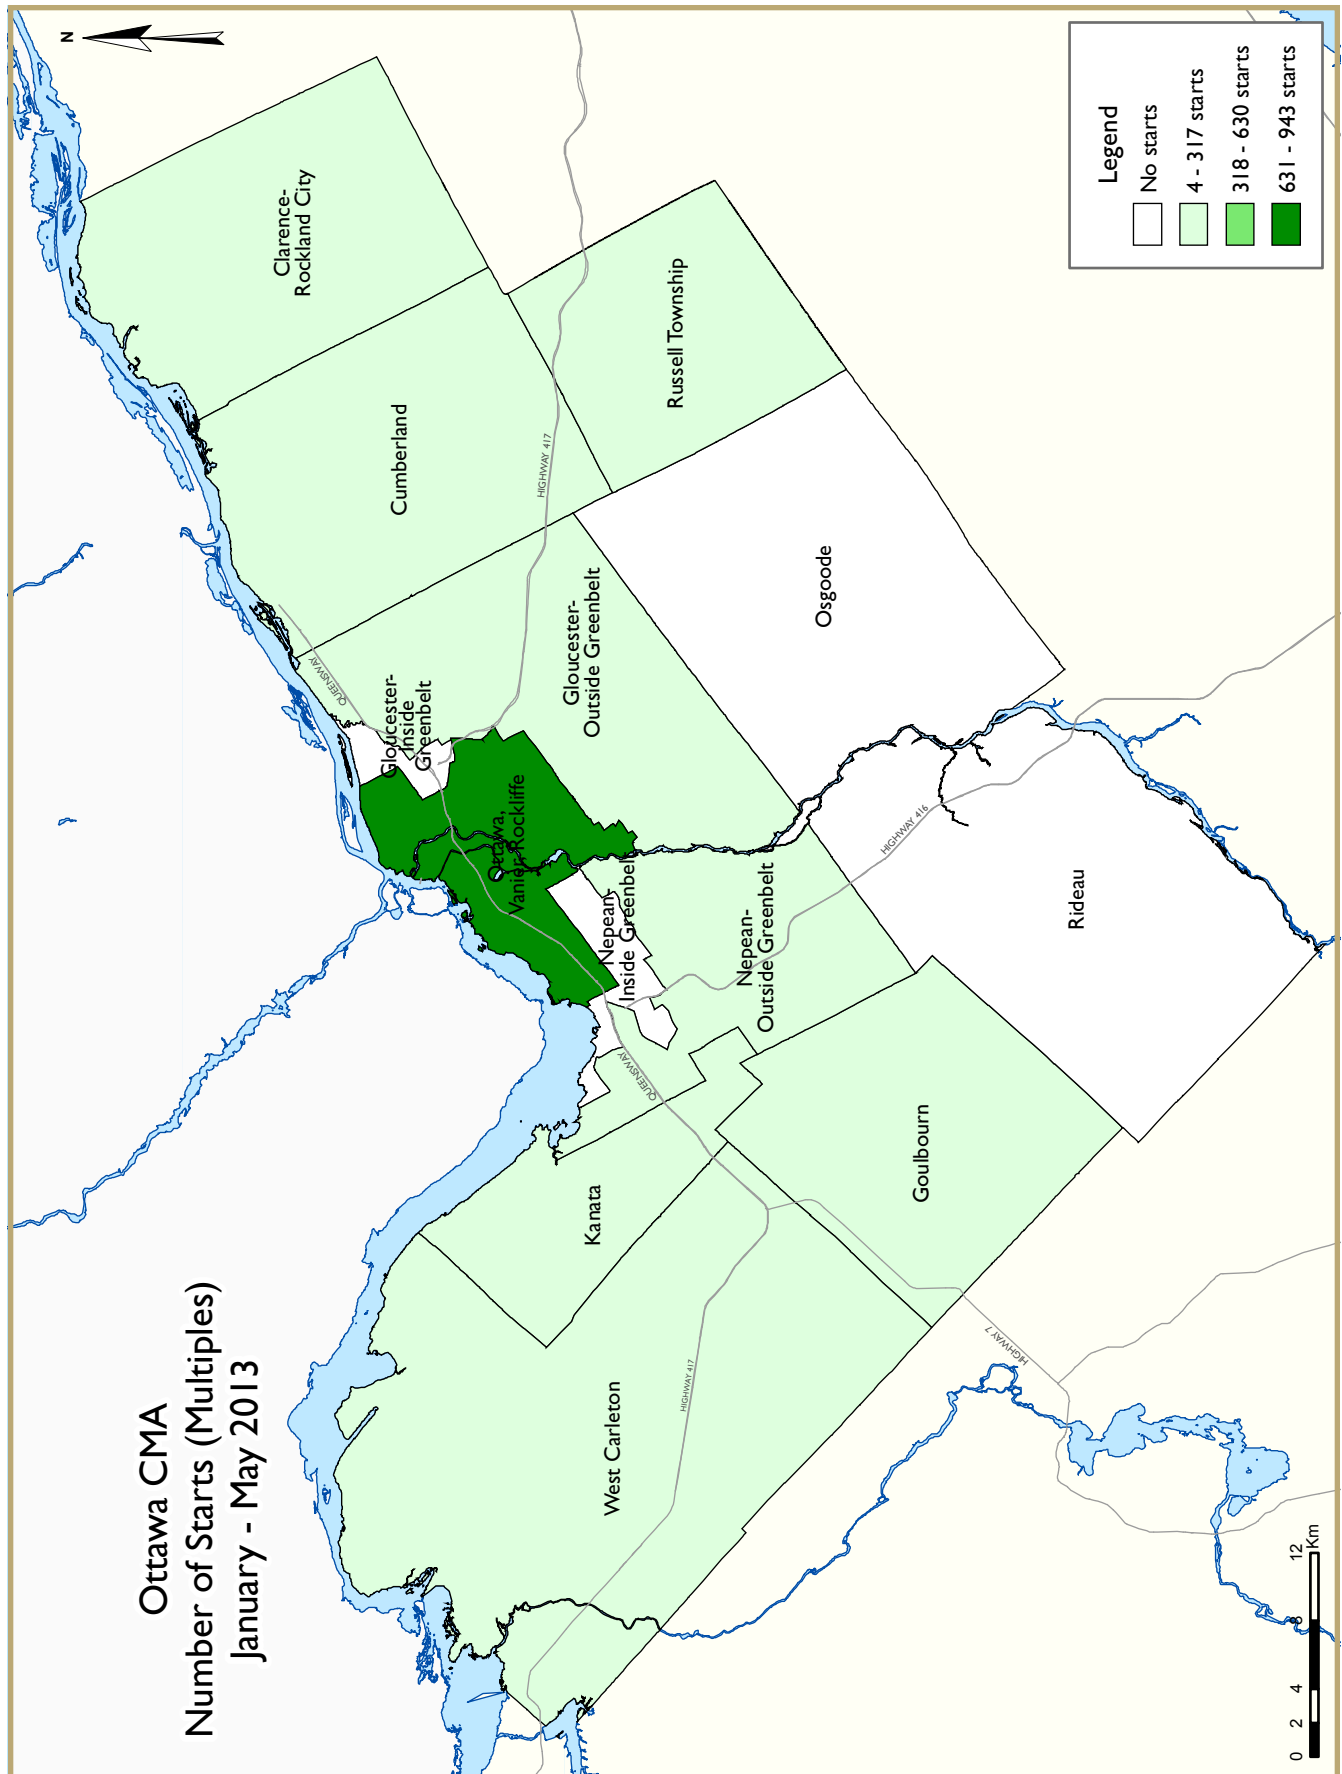 Ottawa CMA
Number of Starts (Multiples)
January - May 2013
N
Clarence-
Rockland City
Cumberland
Russell Township
HIGHWAY 417
QUEENSWAY
Gloucester-
Inside
Greenbelt
Gloucester-
Outside Greenbelt
Osgoode
Ottawa,
Vanier, Rockliffe
Nepean-
Inside Greenbelt
Nepean-
Outside Greenbelt
HIGHWAY 416
Rideau
QUEENSWAY
Kanata
Goulbourn
West Carleton
HIGHWAY 417
HIGHWAY 7
Legend
No starts
4 - 317 starts
318 - 630 starts
631 - 943 starts
0 2 4 8 12
Km